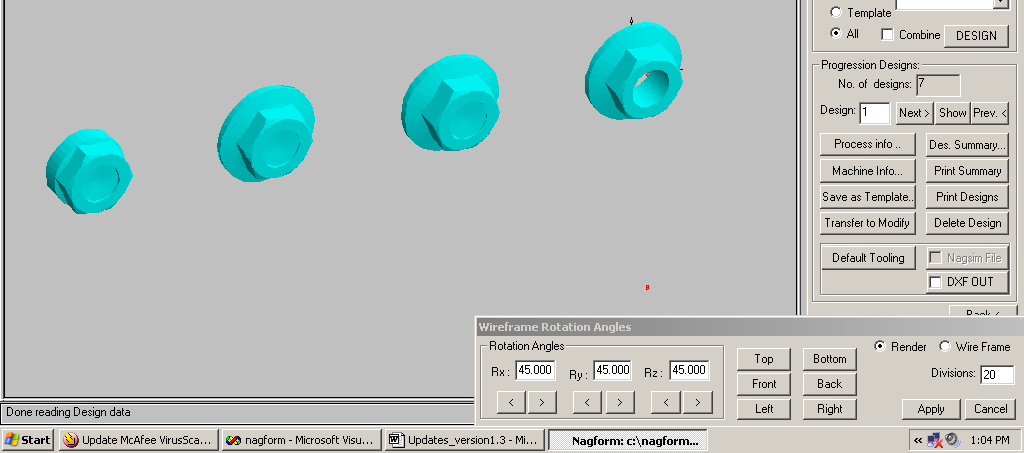 Template
All Combine DESIGN
Progression Designs:
No. of designs: 7
Design: 1 Next > Show Prev. <
Process info .. Des. Summary...
Machine Info... Print Summary
Save as Template.. Print Designs
Transfer to Modify Delete Design
Default Tooling Nagsim File
DXF OUT
Back <
Wireframe Rotation Angles
Rotation Angles
Rx : 45.000 Ry : 45.000 Rz : 45.000
< > < > < >
Top Bottom
Front Back
Left Right
Render Wire Frame
Divisions: 20
Apply Cancel
Done reading Design data
Start Update McAfee VirusSca... nagform - Microsoft Visu... Updates_version1.3 - Mi... Nagform: c:\nagform... « 1:04 PM